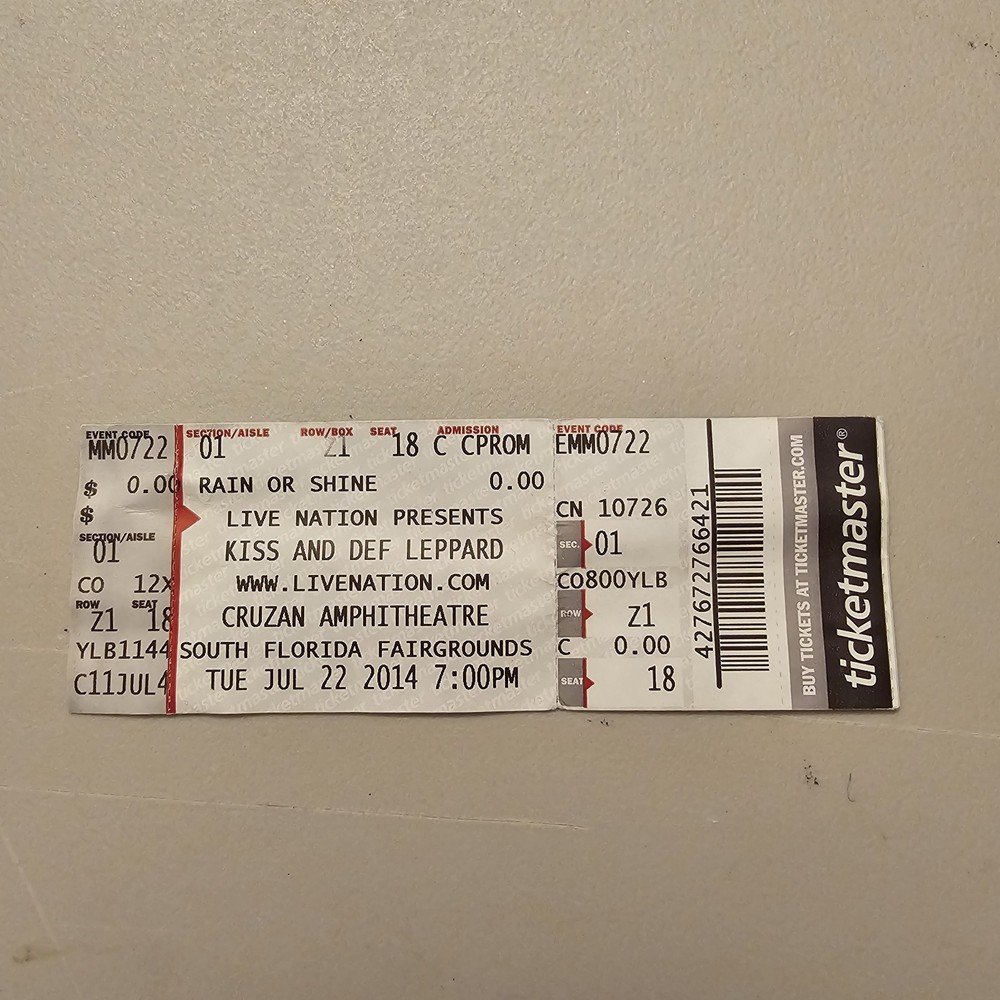 EVENT CODE
MM0722
$ 0.00
$
SECTION/AISLE
01
CO 12X
ROW SEAT
Z1 18
YLB1144
C11JUL4
SECTION/AISLE ROW/BOX SEAT ADMISSION
01 Z1 18 C CPROM
RAIN OR SHINE 0.00
LIVE NATION PRESENTS
KISS AND DEF LEPPARD
WWW.LIVENATION.COM
CRUZAN AMPHITHEATRE
SOUTH FLORIDA FAIRGROUNDS
TUE JUL 22 2014 7:00PM
EVENT CODE
EMM0722
CN 10726
SEC. 01
CO800YLB
ROW Z1
C 0.00
SEAT 18
427672766421
BUY TICKETS AT TICKETMASTER.COM
ticketmaster®